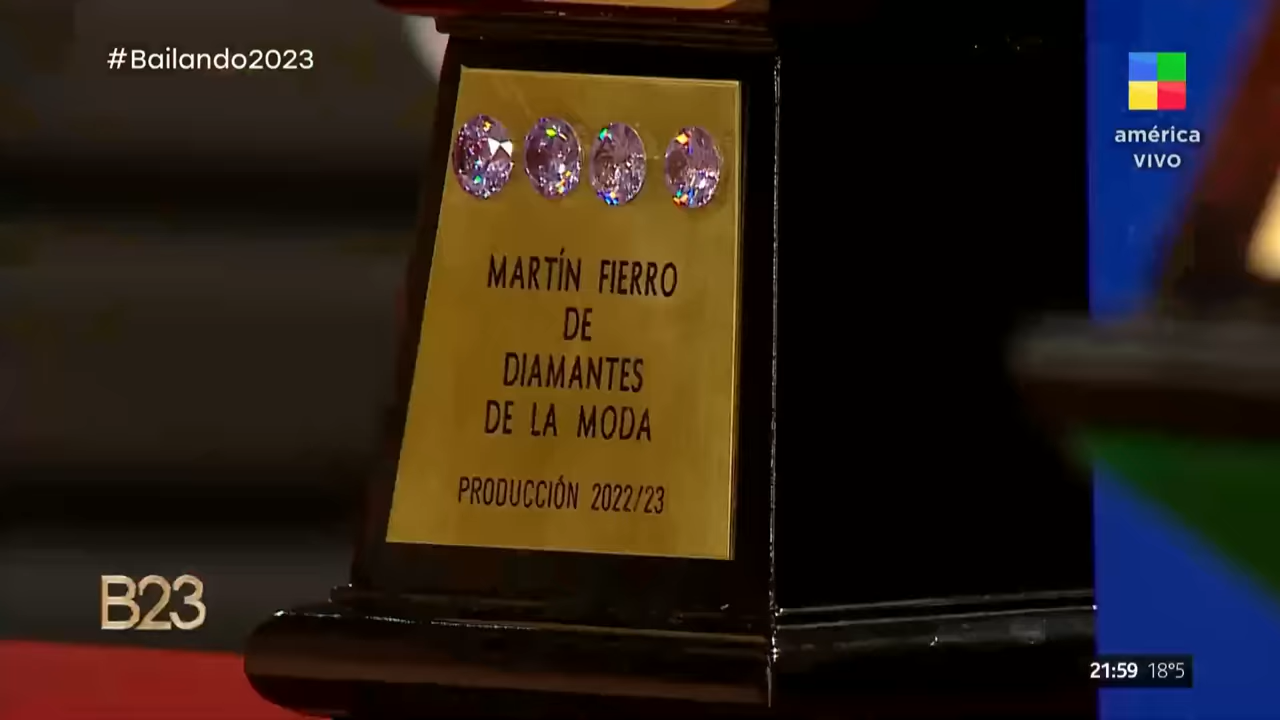 #Bailando2023
américa
VIVO
MARTÍN FIERRO
DE
DIAMANTES
DE LA MODA
PRODUCCIÓN 2022/23
B23
21:59 18°5